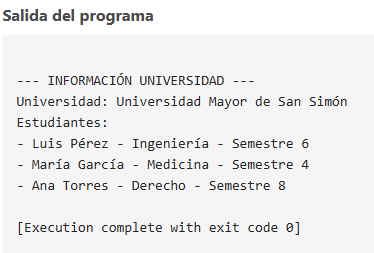 Salida del programa
--- INFORMACIÓN UNIVERSIDAD ---
Universidad: Universidad Mayor de San Simón
Estudiantes:
- Luis Pérez - Ingeniería - Semestre 6
- María García - Medicina - Semestre 4
- Ana Torres - Derecho - Semestre 8
[Execution complete with exit code 0]